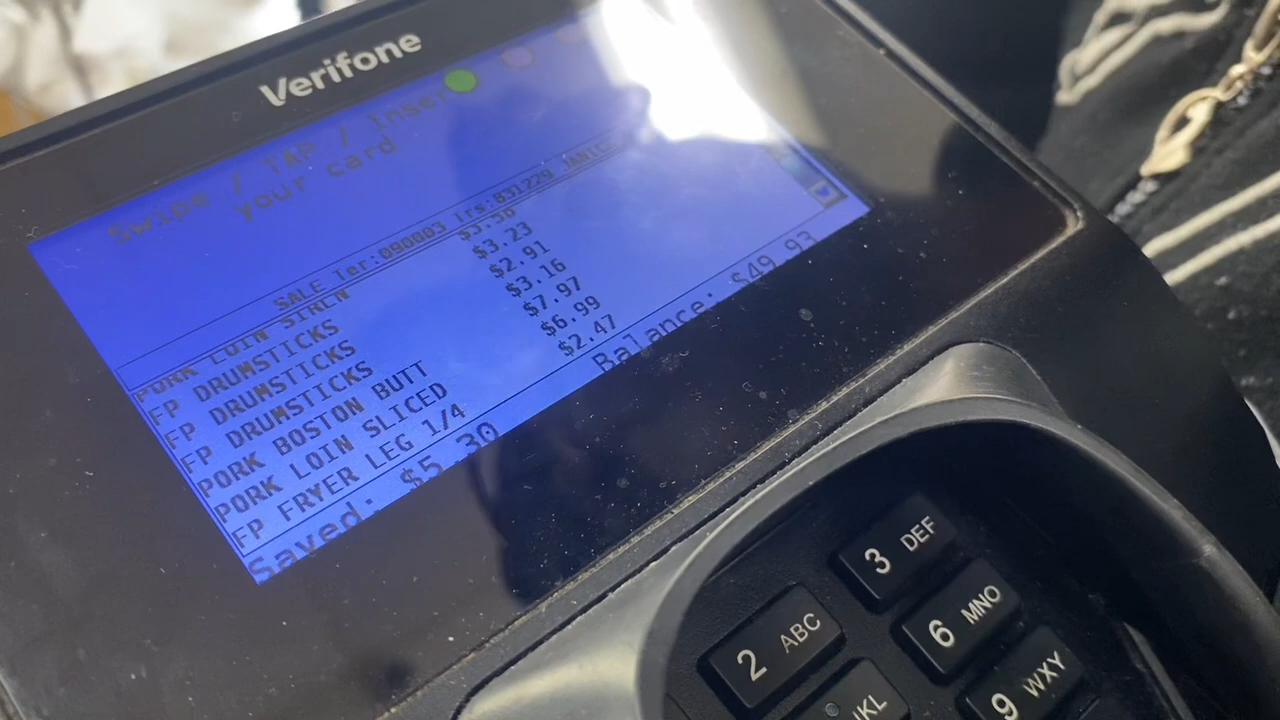 Verifone
Swipe / TAP / Insert
your card
SALE Ter:090003 Trs:831229
PORK LOIN SIRLN
FP DRUMSTICKS $3.23
FP DRUMSTICKS $2.91
FP DRUMSTICKS $3.16
PORK BOSTON BUTT $7.97
PORK LOIN SLICED $6.99
FP FRYER LEG 1/4 $2.47
Saved: $5.30 Balance: $49.93
3 DEF
2 ABC
6 MNO
JKL
9 WXY